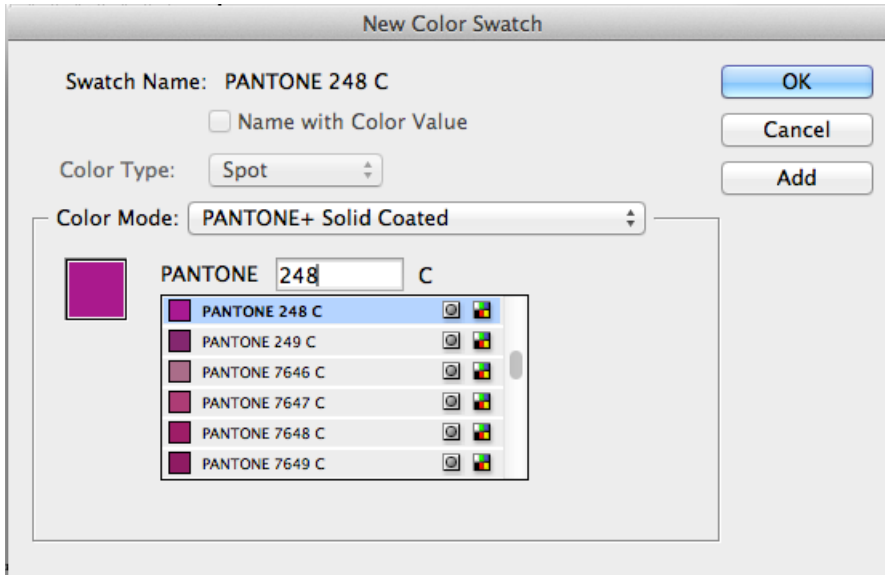 New Color Swatch
Swatch Name: PANTONE 248 C
OK
Name with Color Value
Cancel
Color Type: Spot
Add
Color Mode: PANTONE+ Solid Coated
PANTONE 248 C
PANTONE 248 C
PANTONE 249 C
PANTONE 7646 C
PANTONE 7647 C
PANTONE 7648 C
PANTONE 7649 C